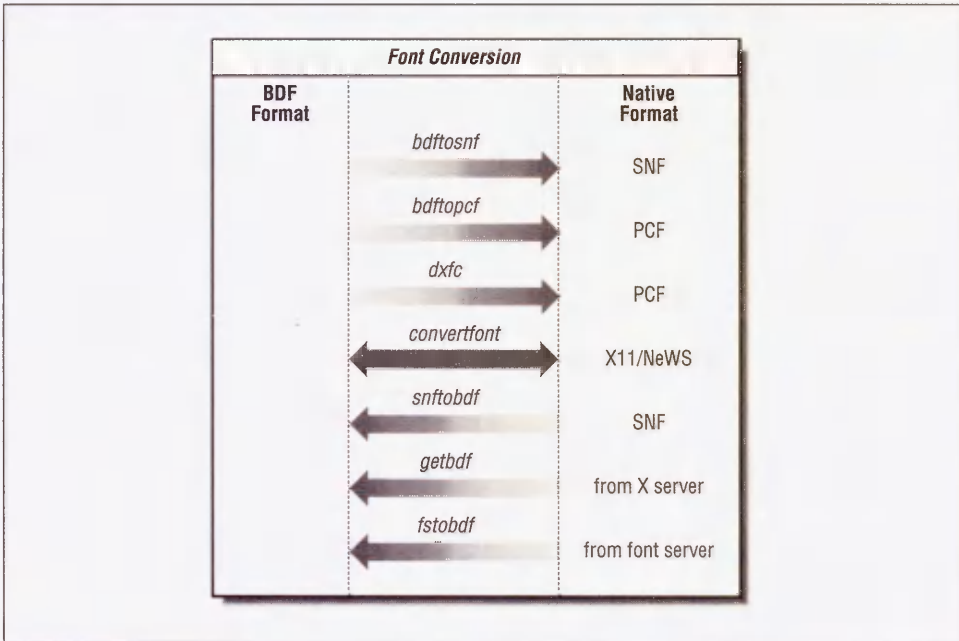 Font Conversion
BDF
Format
Native
Format
bdftosnf
SNF
bdftopcf
PCF
dxfc
PCF
convertfont
X11/NeWS
snftobdf
SNF
getbdf
from X server
fstobdf
from font server